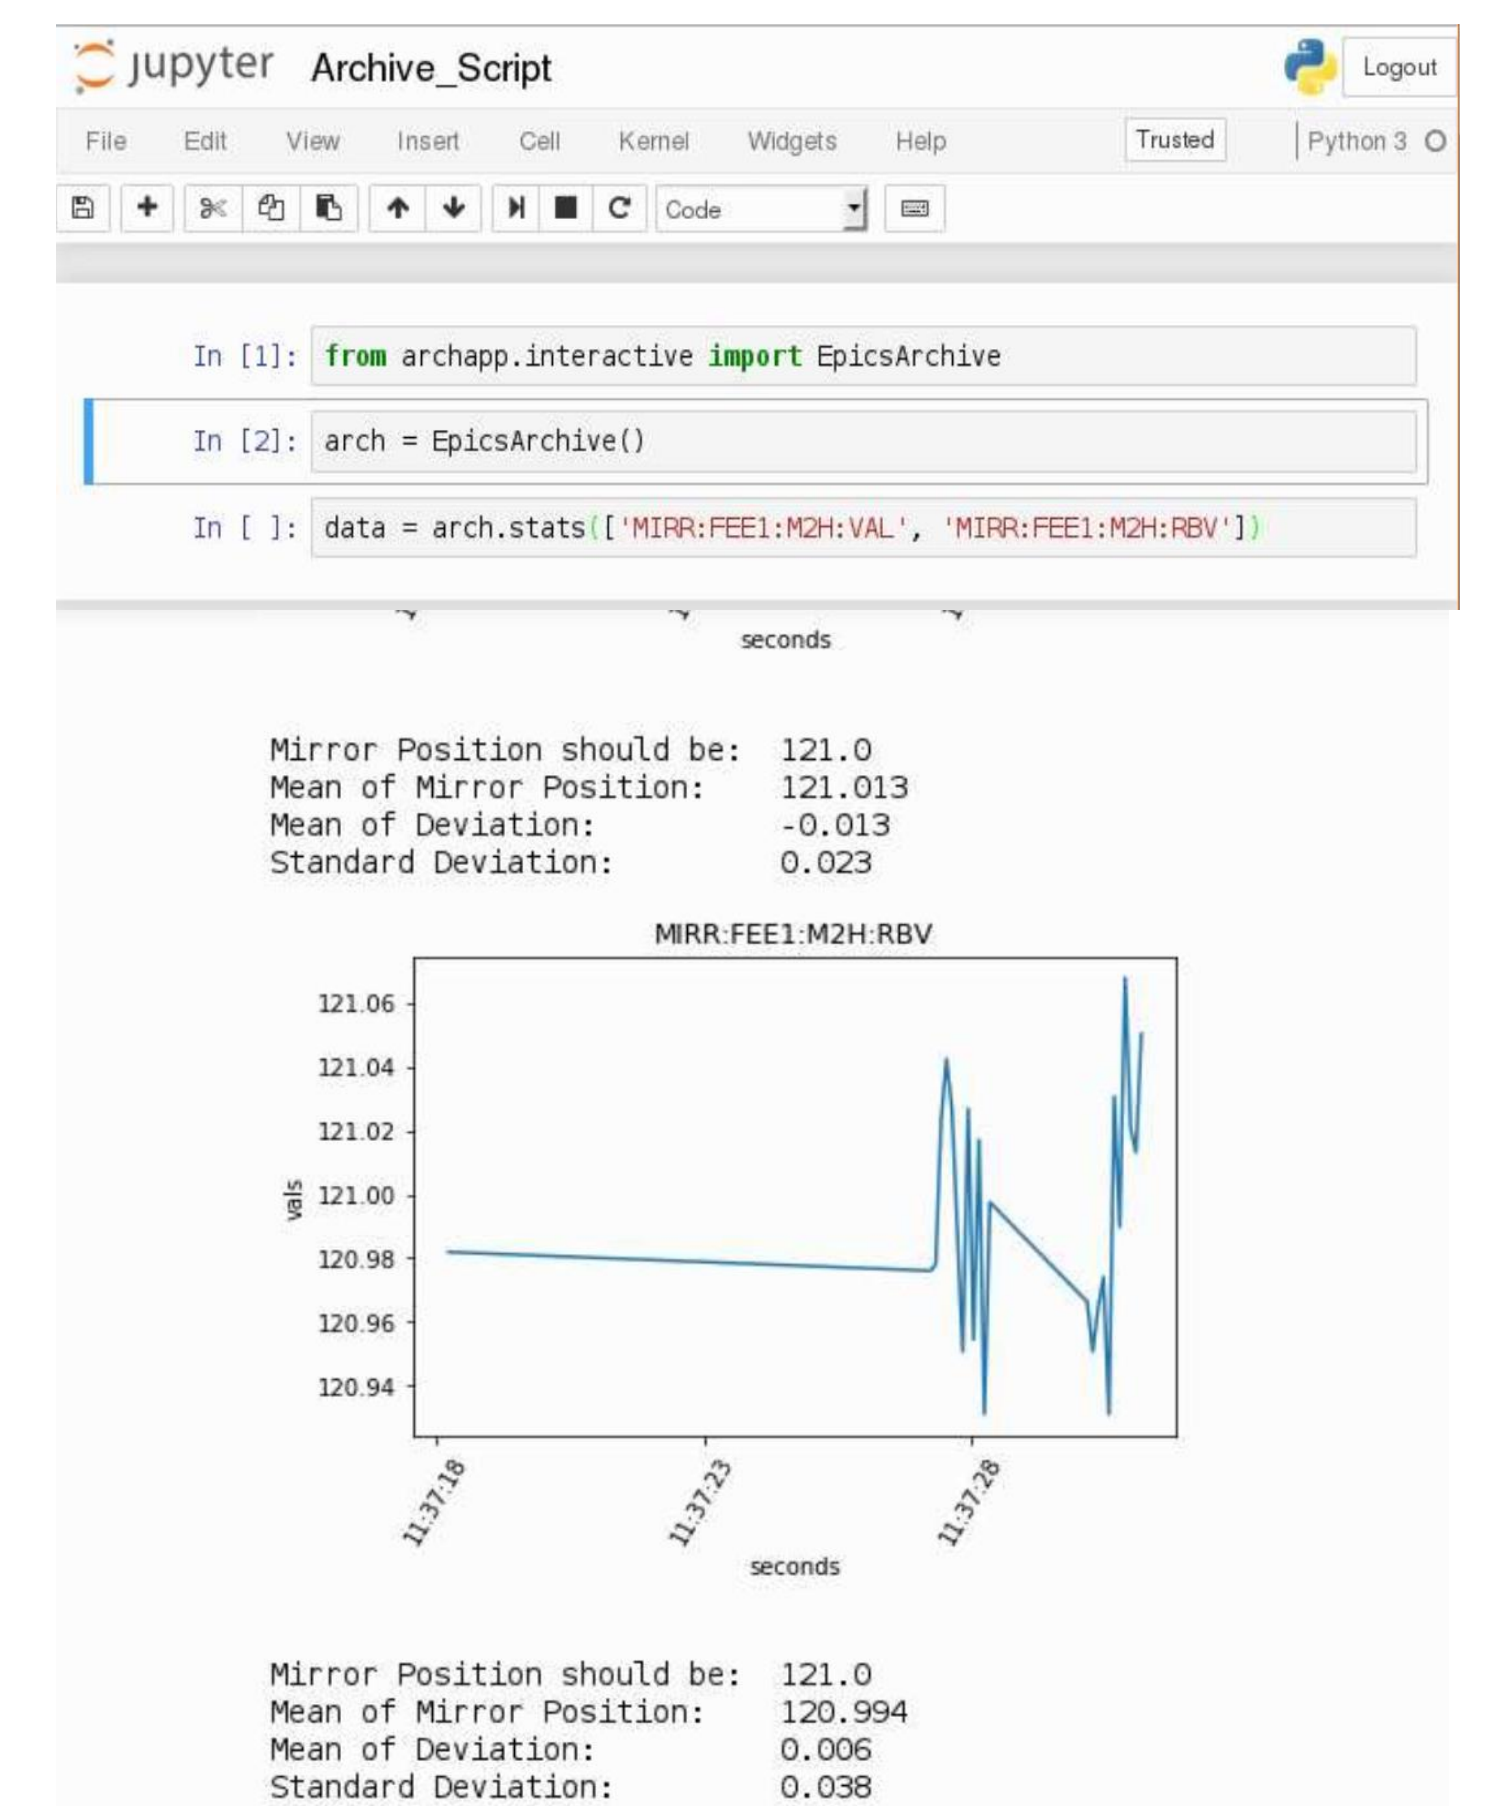 jupyter Archive_Script Logout
File Edit View Insert Cell Kernel Widgets Help Trusted Python 3
Code
In [1]: from archapp.interactive import EpicsArchive
In [2]: arch = EpicsArchive()
In [ ]: data = arch.stats(['MIRR:FEE1:M2H:VAL', 'MIRR:FEE1:M2H:RBV'])
seconds
Mirror Position should be: 121.0
Mean of Mirror Position: 121.013
Mean of Deviation: -0.013
Standard Deviation: 0.023
MIRR:FEE1:M2H:RBV
121.06
121.04
121.02
vals
121.00
120.98
120.96
120.94
11:37:18
11:37:23
11:37:28
seconds
Mirror Position should be: 121.0
Mean of Mirror Position: 120.994
Mean of Deviation: 0.006
Standard Deviation: 0.038